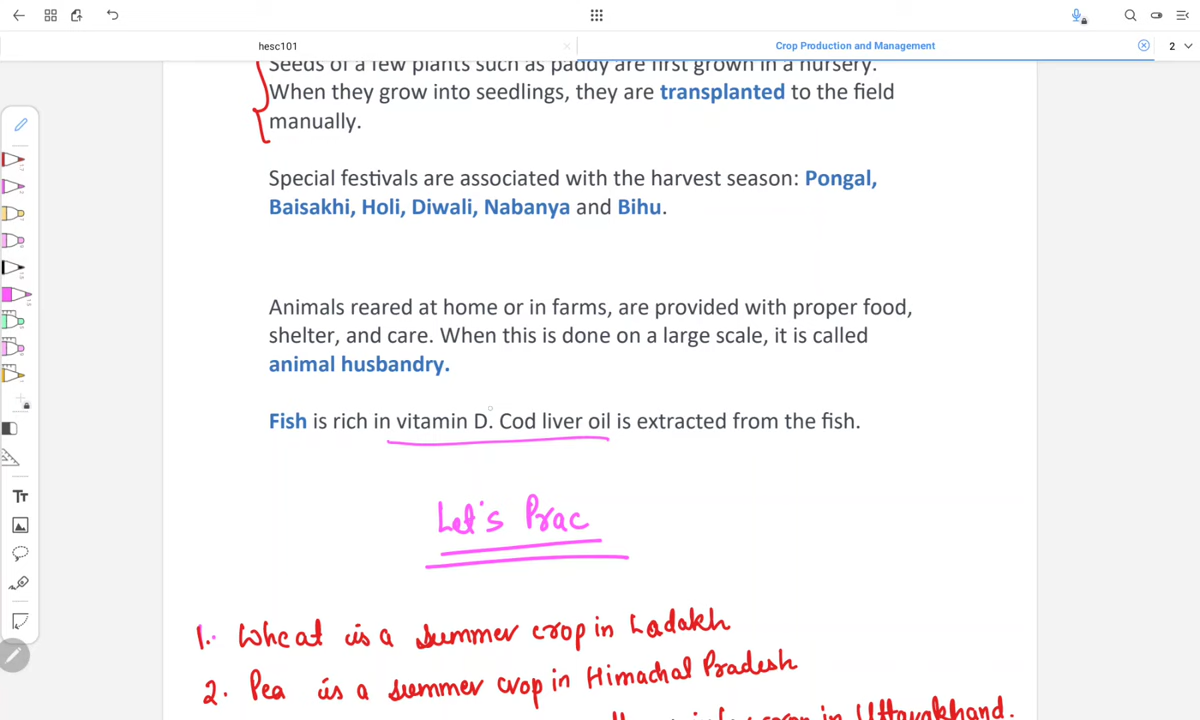 hesc101
Crop Production and Management
2
Seeds of a few plants such as paddy are first grown in a nursery.
When they grow into seedlings, they are transplanted to the field
manually.
Special festivals are associated with the harvest season: Pongal,
Baisakhi, Holi, Diwali, Nabanya and Bihu.
Animals reared at home or in farms, are provided with proper food,
shelter, and care. When this is done on a large scale, it is called
animal husbandry.
Fish is rich in vitamin D. Cod liver oil is extracted from the fish.
Let's Prac
1. Wheat is a summer crop in Ladakh
2. Pea is a summer crop in Himachal Pradesh
crop in Uttarakhand.
TT